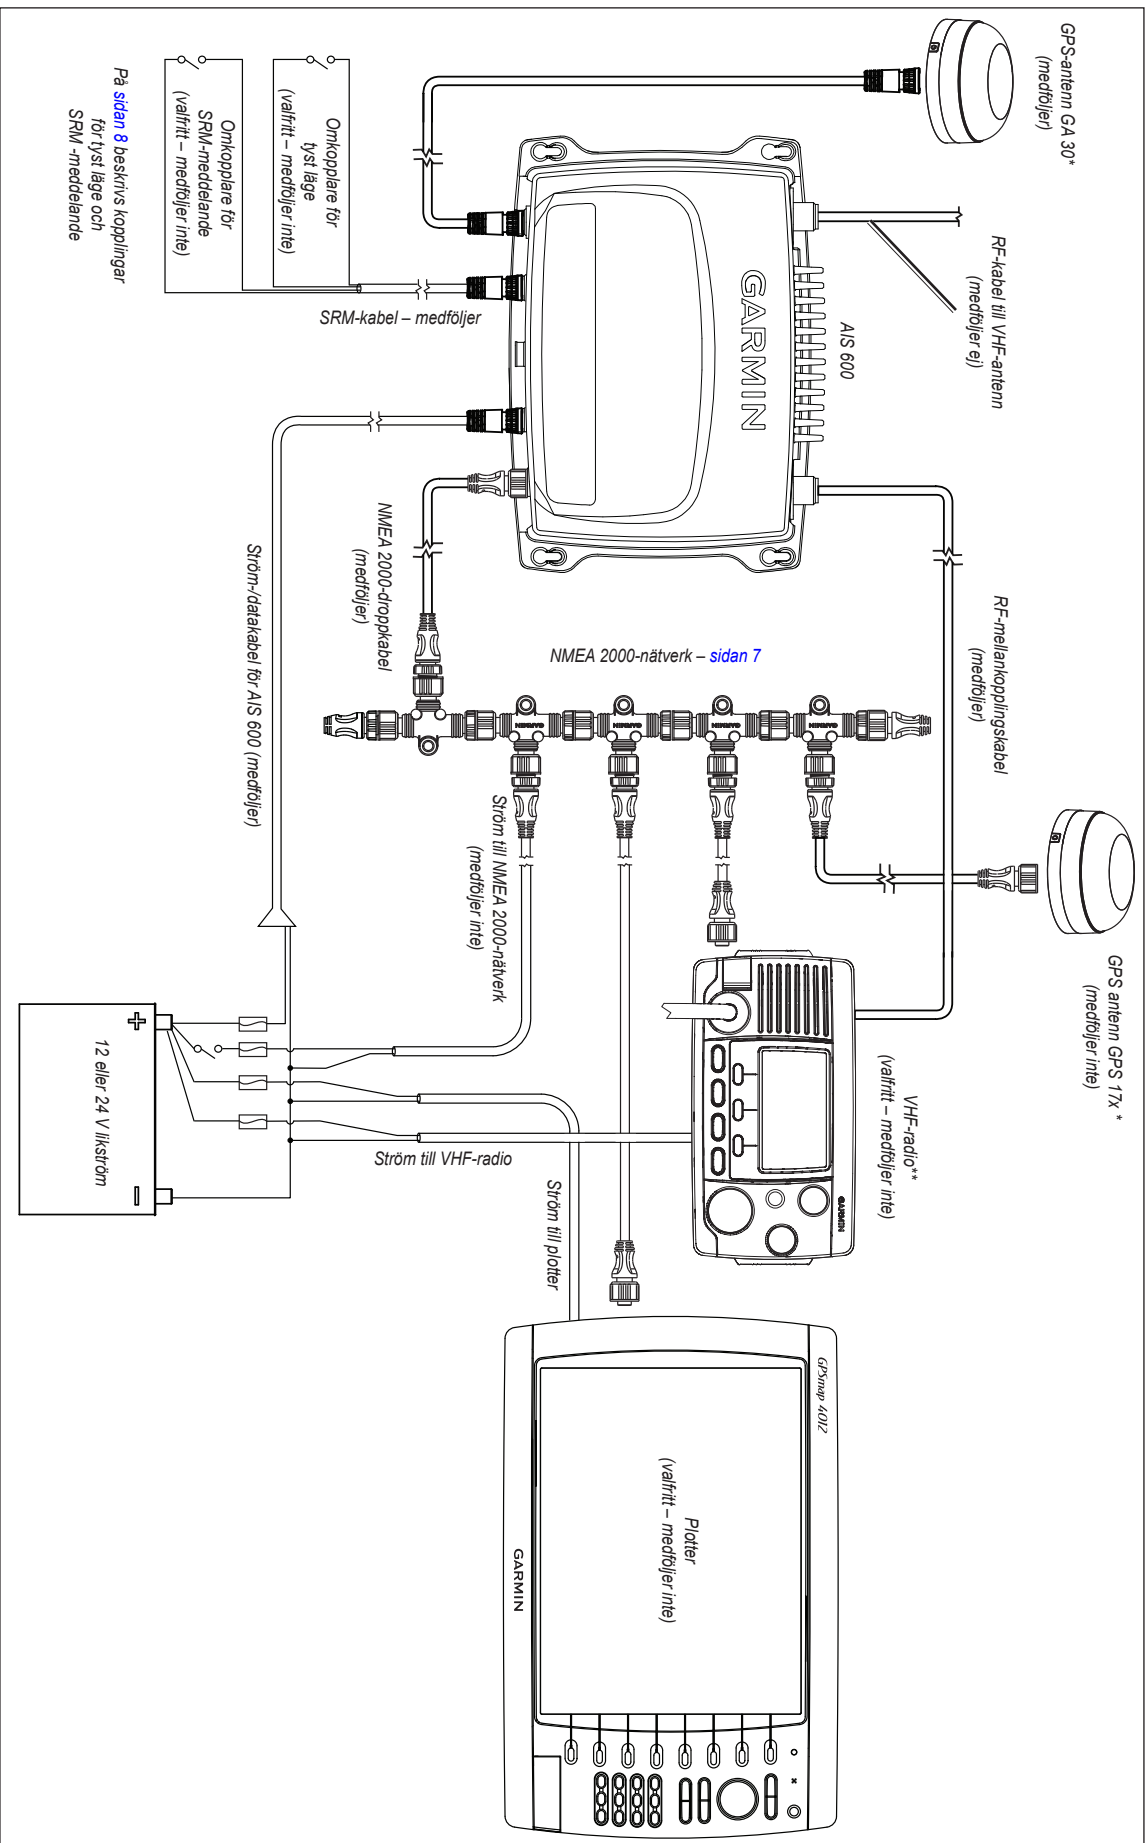 GPS-antenn GA 30*
(medföljer)
RF-kabel till VHF-antenn
(medföljer ej)
AIS 600
GARMIN
RF-mellankopplingskabel
(medföljer)
GPS antenn GPS 17x *
(medföljer inte)
VHF-radio**
(valfritt – medföljer inte)
GARMIN
GPSmap 4012
Plotter
(valfritt – medföljer inte)
GARMIN
NMEA 2000-nätverk – sidan 7
GARMIN
GARMIN
GARMIN
GARMIN
NMEA 2000-droppkabel
(medföljer)
Ström till NMEA 2000-nätverk
(medföljer inte)
Ström till plotter
Ström till VHF-radio
SRM-kabel – medföljer
Ström-/datakabel för AIS 600 (medföljer)
Omkopplare för
tyst läge
(valfritt – medföljer inte)
Omkopplare för
SRM-meddelande
(valfritt – medföljer inte)
På sidan 8 beskrivs kopplingar
för tyst läge och
SRM -meddelande
+
–
12 eller 24 V likström